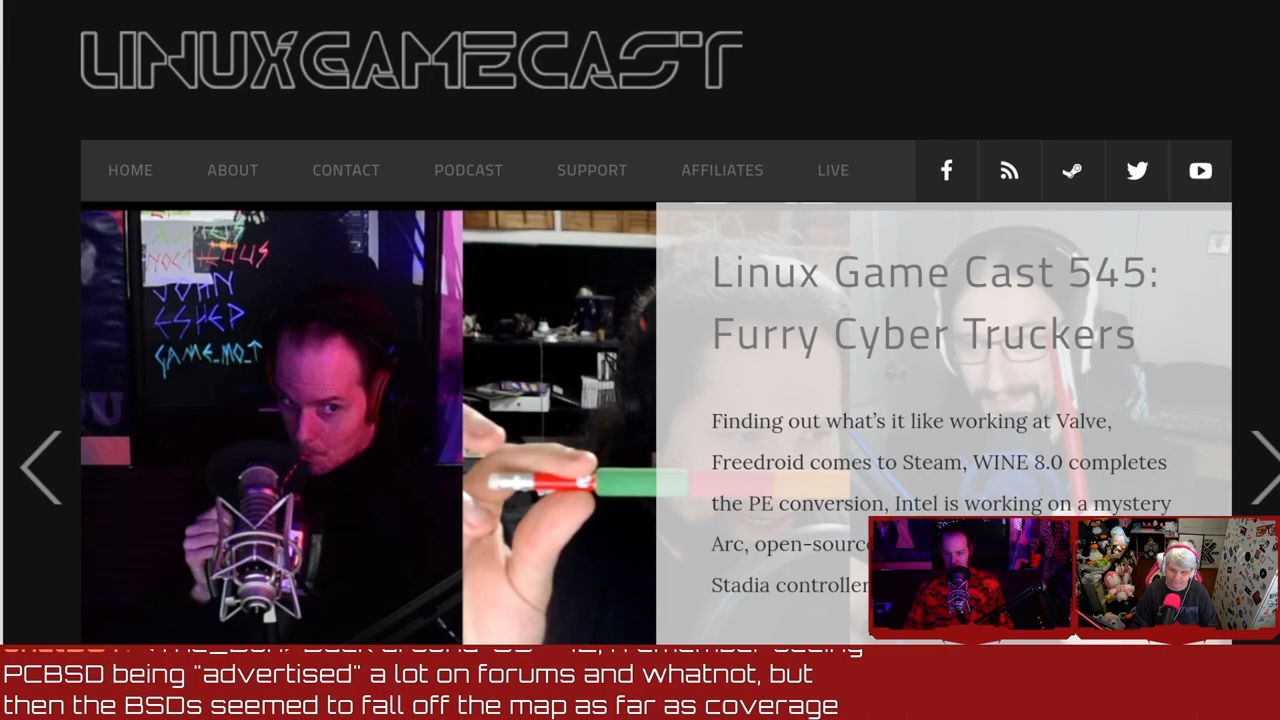 LINUXGAMECAST
HOME ABOUT CONTACT PODCAST SUPPORT AFFILIATES LIVE
JOHN
ESHEP
GAME_MO_T
Linux Game Cast 545:
Furry Cyber Truckers
Finding out what’s it like working at Valve,
Freedroid comes to Steam, WINE 8.0 completes
the PE conversion, Intel is working on a mystery
Arc, open-source
Stadia controller
PCBSD being "advertised" a lot on forums and whatnot, but
then the BSDs seemed to fall off the map as far as coverage